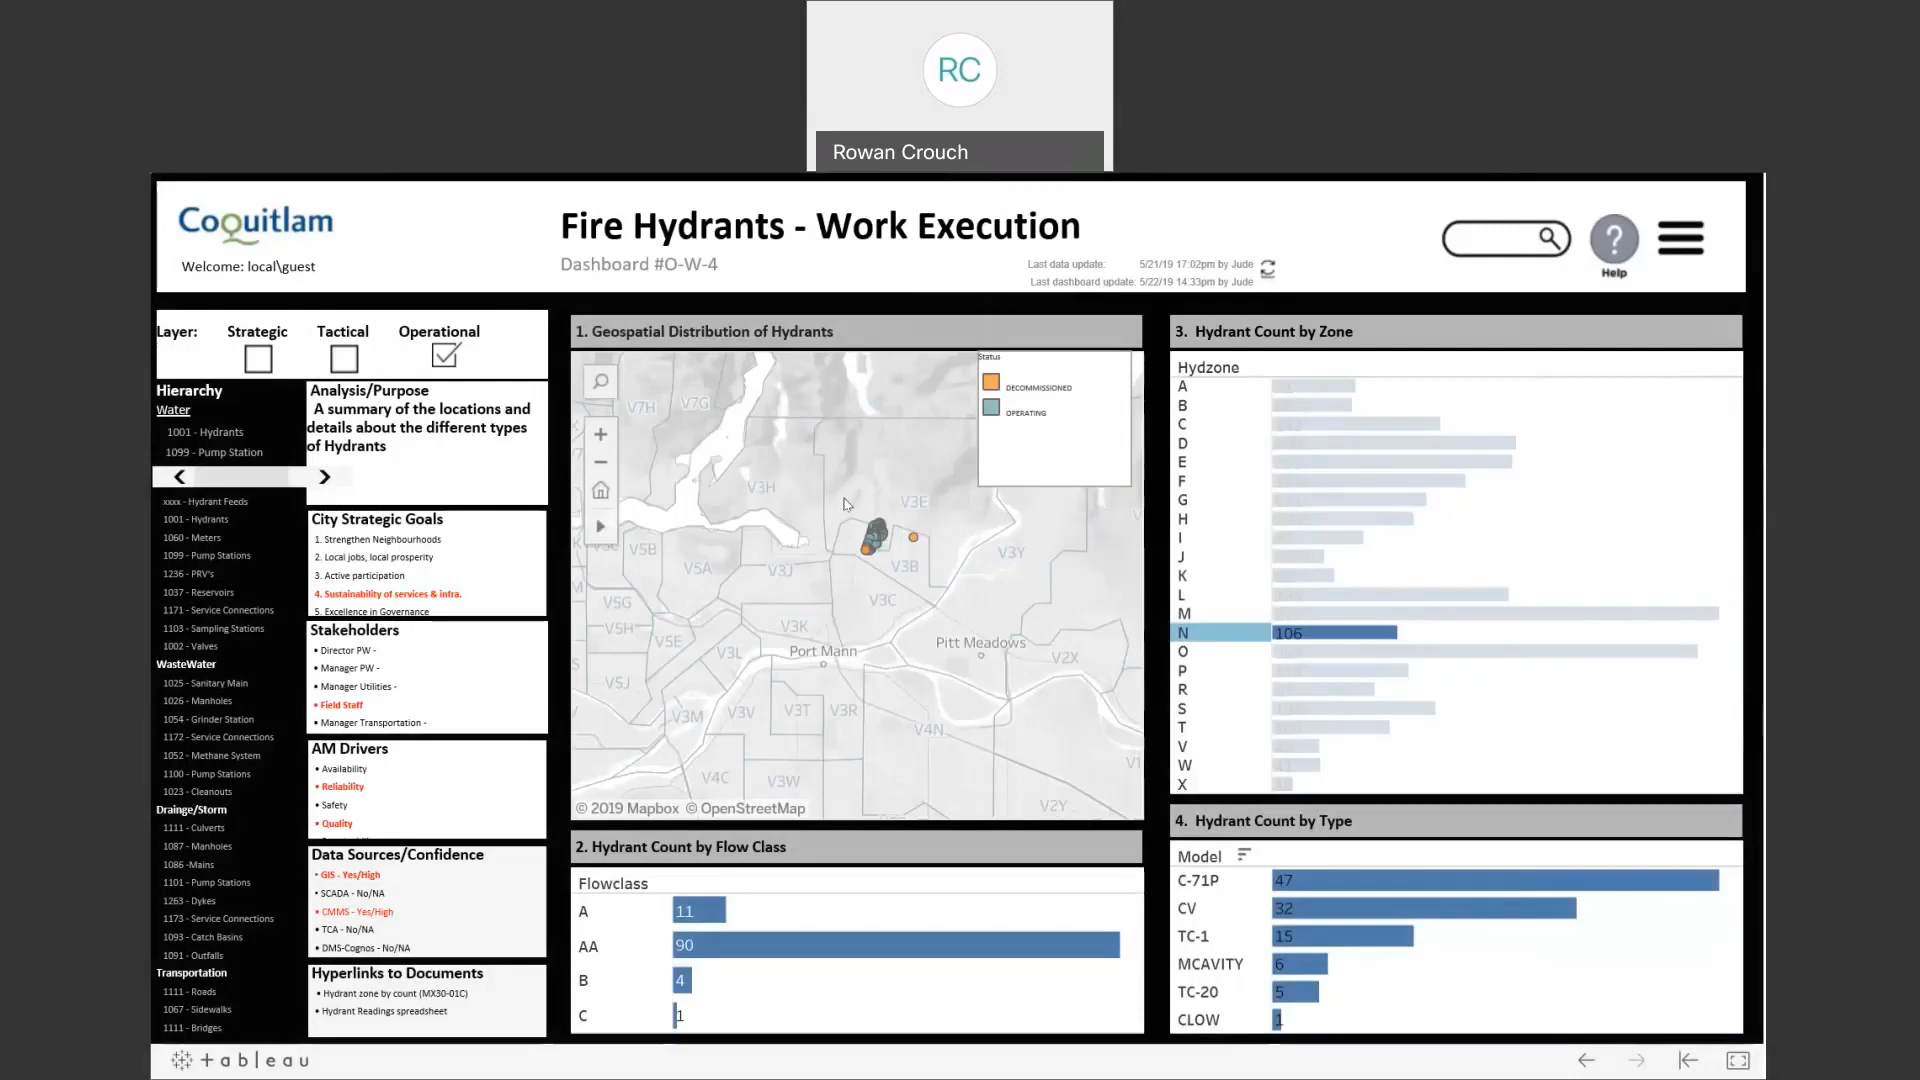 RC
Rowan Crouch
Coquitlam
Welcome: local\guest
Fire Hydrants - Work Execution
Dashboard #O-W-4
Last data update: 5/21/19 17:02pm by Jude
Last dashboard update: 5/22/19 14:33pm by Jude
?
Help
Layer: Strategic Tactical Operational
Hierarchy
Water
1001 - Hydrants
1099 - Pump Station
xxxx - Hydrant Feeds
1001 - Hydrants
1060 - Meters
1099 - Pump Stations
1236 - PRV's
1037 - Reservoirs
1171 - Service Connections
1103 - Sampling Stations
1002 - Valves
WasteWater
1025 - Sanitary Main
1026 - Manholes
1054 - Grinder Station
1172 - Service Connections
1052 - Methane System
1100 - Pump Stations
1023 - Cleanouts
Drainge/Storm
1111 - Culverts
1087 - Manholes
1086 -Mains
1101 - Pump Stations
1263 - Dykes
1173 - Service Connections
1093 - Catch Basins
1091 - Outfalls
Transportation
1111 - Roads
1067 - Sidewalks
1111 - Bridges
Analysis/Purpose
A summary of the locations and
details about the different types
of Hydrants
City Strategic Goals
1. Strengthen Neighbourhoods
2. Local jobs, local prosperity
3. Active participation
4. Sustainability of services & infra.
5. Excellence in Governance
Stakeholders
• Director PW -
• Manager PW -
• Manager Utilities -
• Field Staff
• Manager Transportation -
AM Drivers
• Availability
• Reliability
• Safety
• Quality
Data Sources/Confidence
• GIS - Yes/High
• SCADA - No/NA
• CMMS - Yes/High
• TCA - No/NA
• DMS-Cognos - No/NA
Hyperlinks to Documents
• Hydrant zone by count (MX30-01C)
• Hydrant Readings spreadsheet
1. Geospatial Distribution of Hydrants
Status
DECOMMISSIONED
OPERATING
V7H
V7G
V3H
V3E
V5B
V5A
V3J
V3B
V3Y
V5G
V3C
V5H
V5E
V3K
V3L
Port Mann
Pitt Meadows
V2X
V5J
V3M
V3V
V3T
V3R
V4N
V4C
V3W
V2Y
© 2019 Mapbox © OpenStreetMap
2. Hydrant Count by Flow Class
Flowclass
A 11
AA 90
B 4
C 1
3. Hydrant Count by Zone
Hydzone
A
B
C
D
E
F
G
H
I
J
K
L
M
N 106
O
P
R
S
T
V
W
X
4. Hydrant Count by Type
Model
C-71P 47
CV 32
TC-1 15
MCAVITY 6
TC-20 5
CLOW 1
+ableau